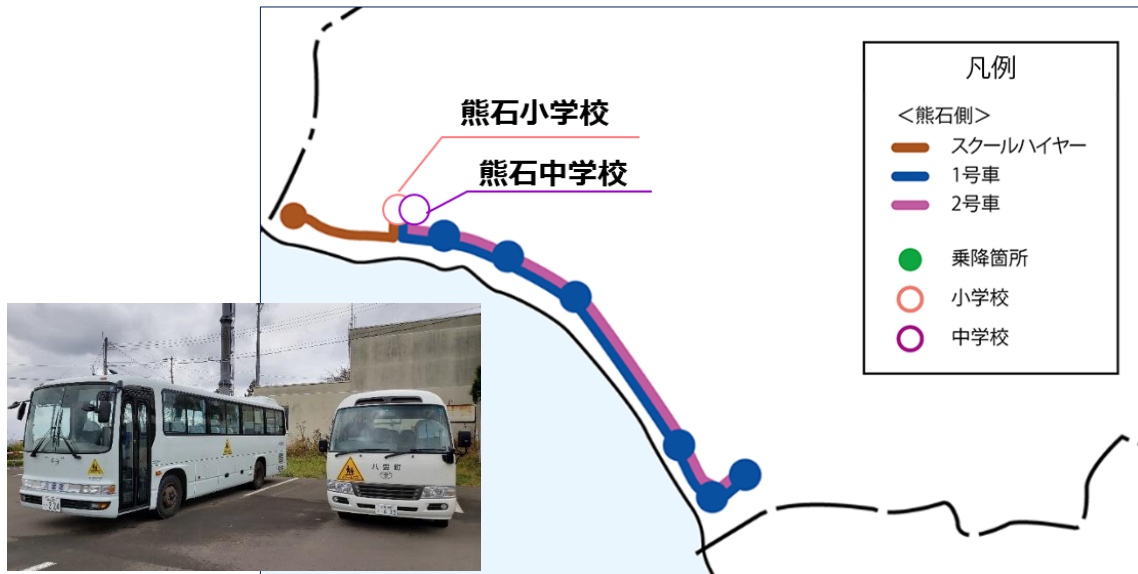 熊石小学校
熊石中学校
凡例
<熊石側>
スクールハイヤー
1号車
2号車
乗降箇所
小学校
中学校
八雲町